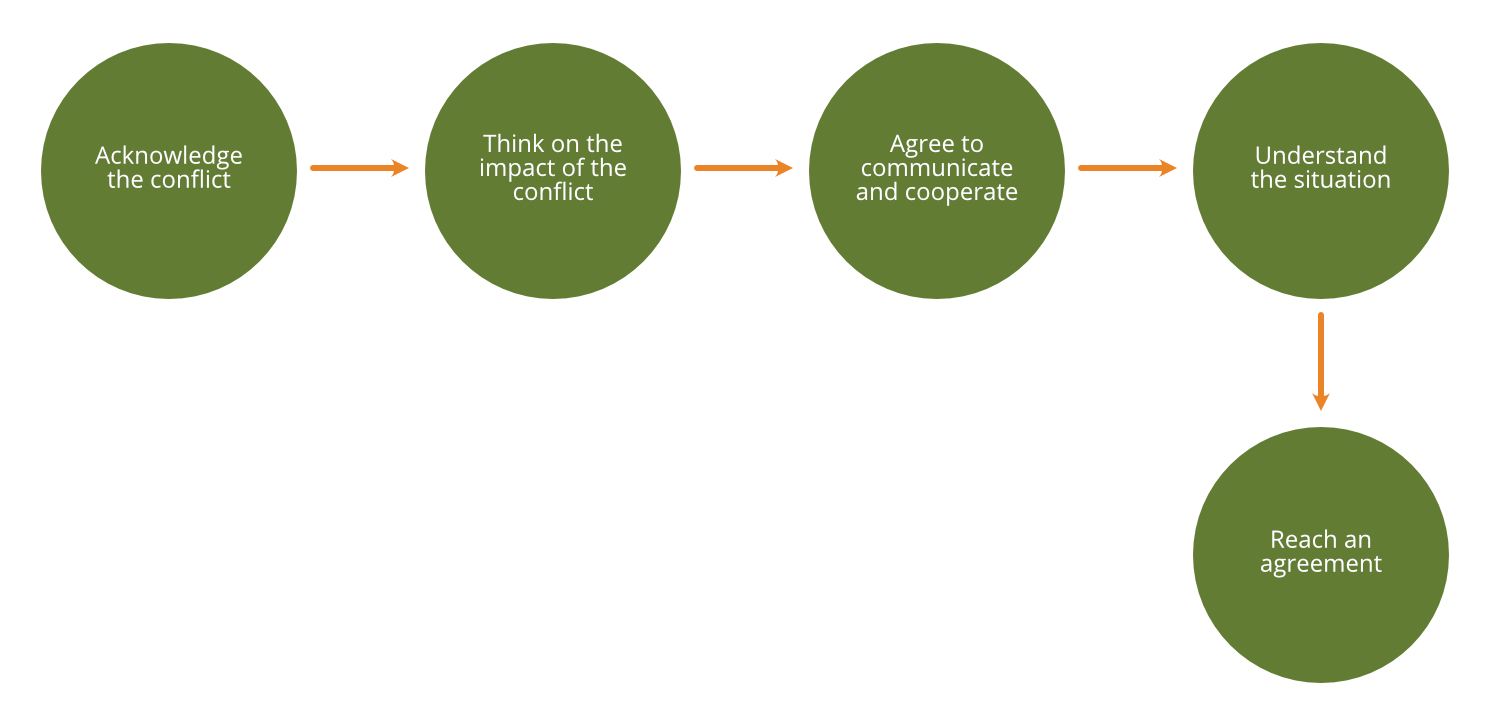 Acknowledge
the conflict
Think on the
impact of the
conflict
Agree to
communicate
and cooperate
Understand
the situation
Reach an
agreement